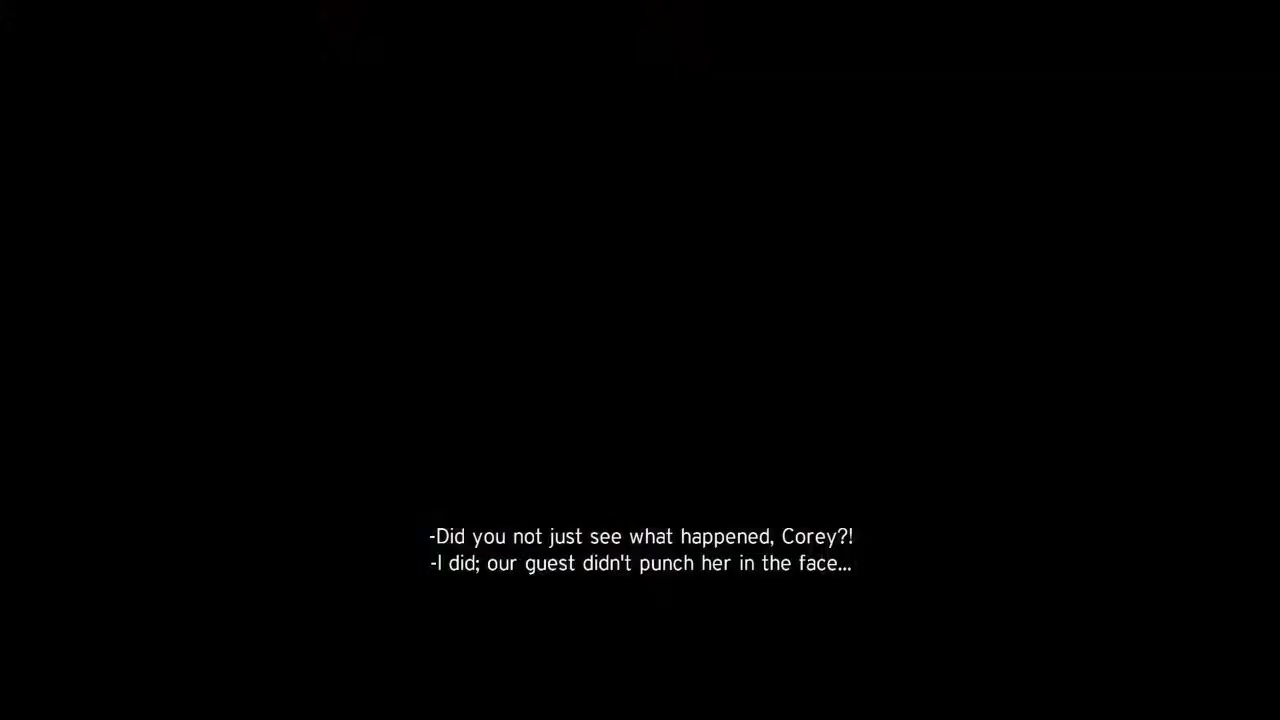 -Did you not just see what happened, Corey?!
-I did; our guest didn't punch her in the face...